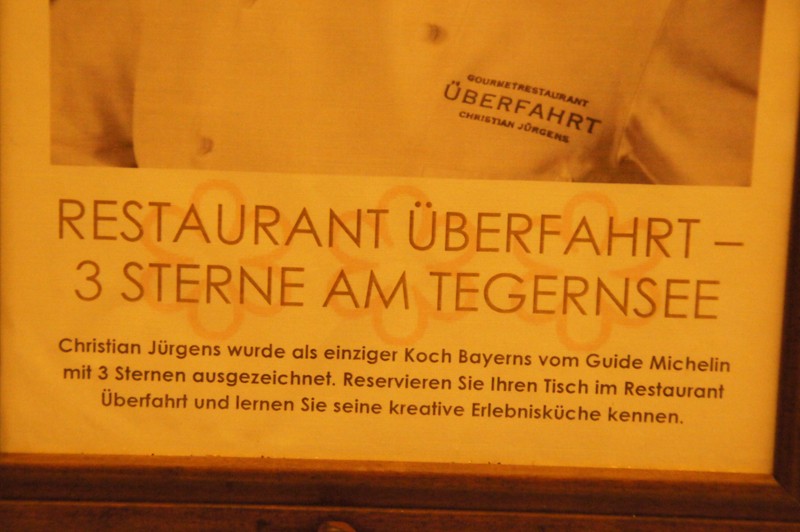 GOURMETRESTAURANT
ÜBERFAHRT
CHRISTIAN JÜRGENS
RESTAURANT ÜBERFAHRT –
3 STERNE AM TEGERNSEE
Christian Jürgens wurde als einziger Koch Bayerns vom Guide Michelin
mit 3 Sternen ausgezeichnet. Reservieren Sie Ihren Tisch im Restaurant
Überfahrt und lernen Sie seine kreative Erlebnisküche kennen.